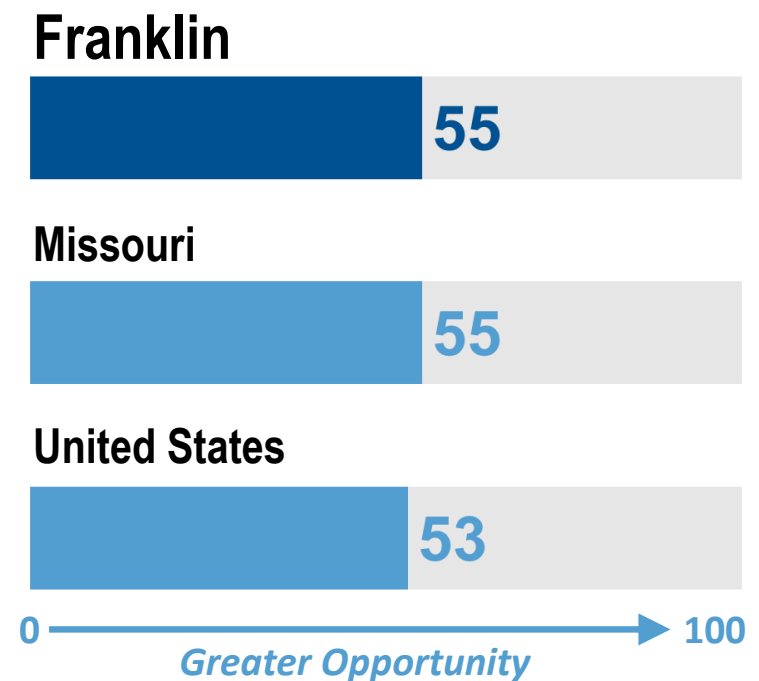 Franklin
55
Missouri
55
United States
53
0 100
Greater Opportunity